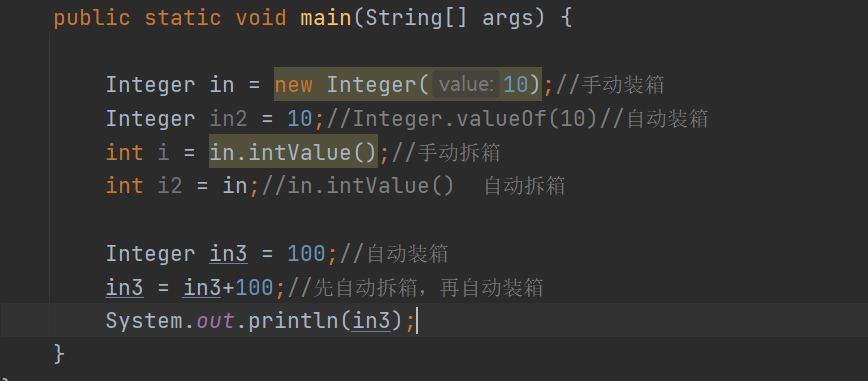 public static void main(String[] args) {
Integer in = new Integer( value: 10);//手动装箱
Integer in2 = 10;//Integer.valueOf(10)//自动装箱
int i = in.intValue();//手动拆箱
int i2 = in;//in.intValue()  自动拆箱
Integer in3 = 100;//自动装箱
in3 = in3+100;//先自动拆箱，再自动装箱
System.out.println(in3);
}
}